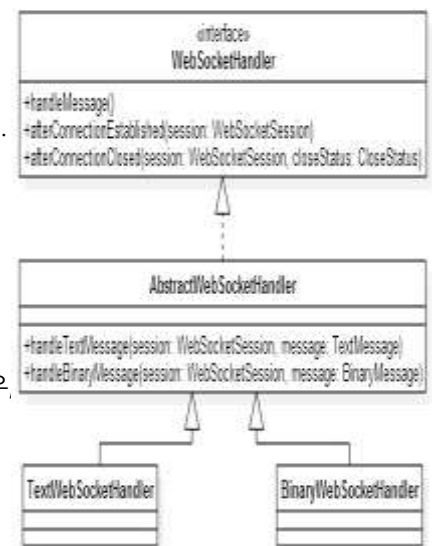 «interface»
WebSocketHandler
+handleMessage()
+afterConnectionEstablished(session: WebSocketSession)
+afterConnectionClosed(session: WebSocketSession, closeStatus: CloseStatus)
AbstractWebSocketHandler
+handleTextMessage(session: WebSocketSession, message: TextMessage)
+handleBinaryMessage(session: WebSocketSession, message: BinaryMessage)
TextWebSocketHandler
BinaryWebSocketHandler